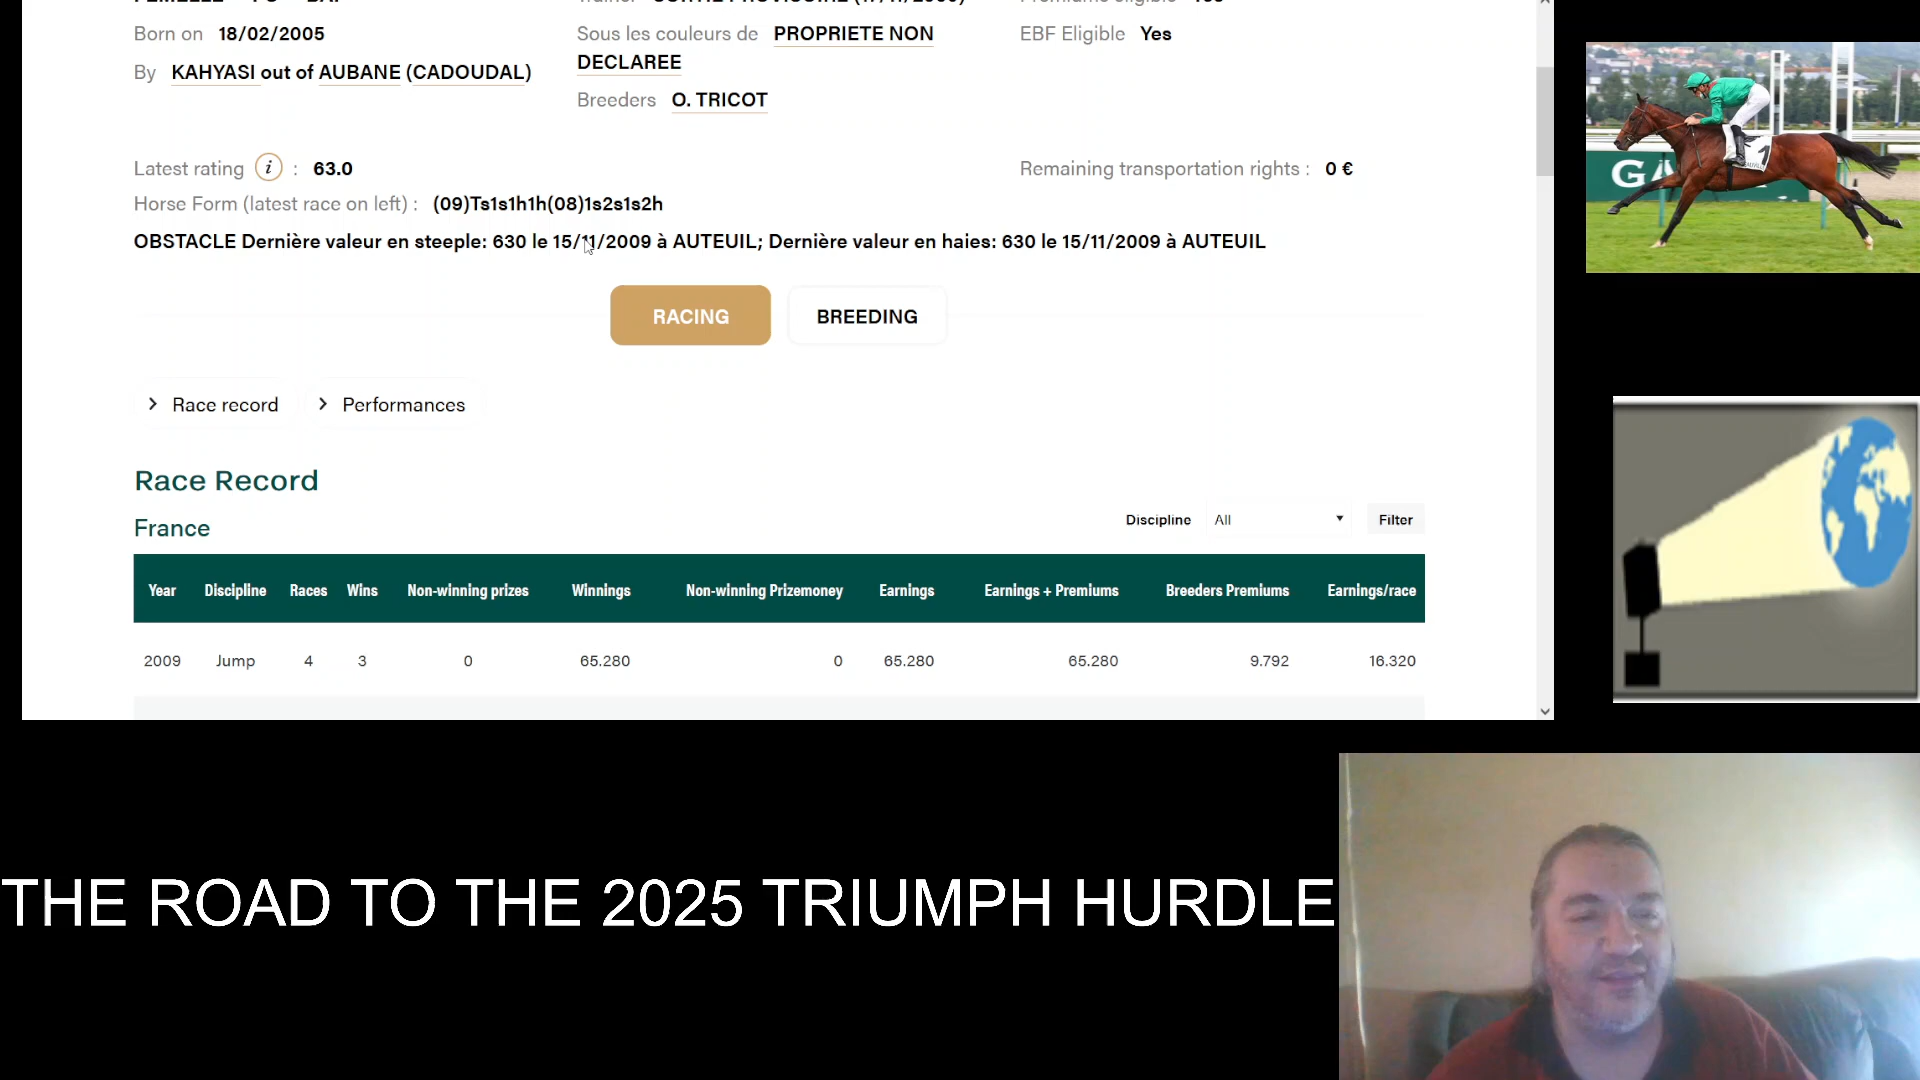 Born on 18/02/2005
Sous les couleurs de PROPRIETE NON
DECLAREE
EBF Eligible Yes
By KAHYASI out of AUBANE (CADOUDAL)
Breeders O. TRICOT
Latest rating i : 63.0
Remaining transportation rights : 0 €
Horse Form (latest race on left) : (09)Ts1s1h1h(08)1s2s1s2h
OBSTACLE Dernière valeur en steeple: 630 le 15/11/2009 à AUTEUIL; Dernière valeur en haies: 630 le 15/11/2009 à AUTEUIL
RACING BREEDING
Race record Performances
Race Record
France
Discipline All Filter
Year Discipline Races Wins Non-winning prizes Winnings Non-winning Prizemoney Earnings Earnings + Premiums Breeders Premiums Earnings/race
2009 Jump 4 3 0 65.280 0 65.280 65.280 9.792 16.320
THE ROAD TO THE 2025 TRIUMPH HURDLE
1